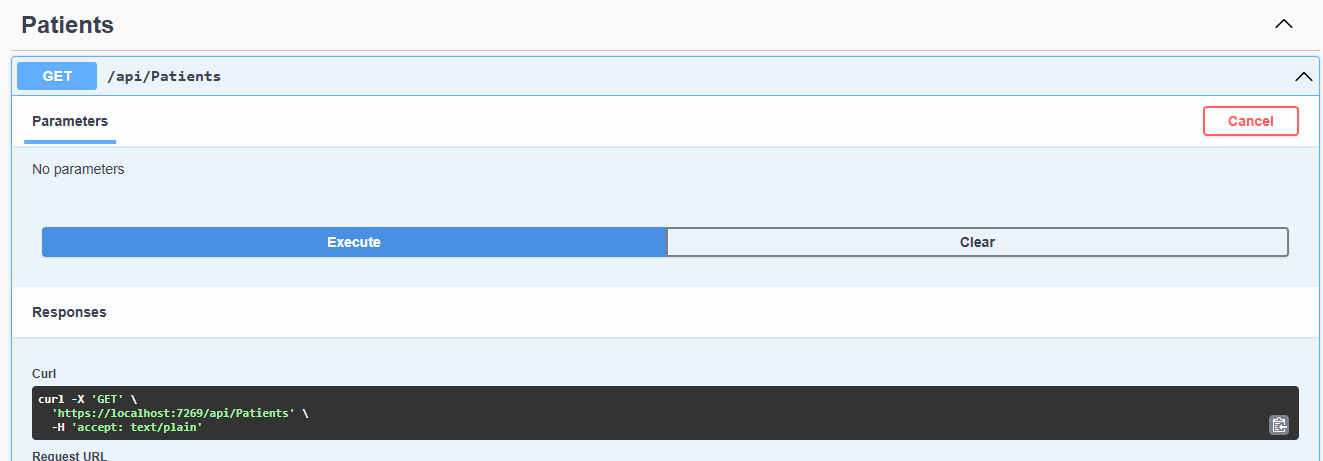 Patients
GET /api/Patients
Parameters Cancel
No parameters
Execute Clear
Responses
Curl
curl -X 'GET' \
'https://localhost:7269/api/Patients' \
-H 'accept: text/plain'
Request URL